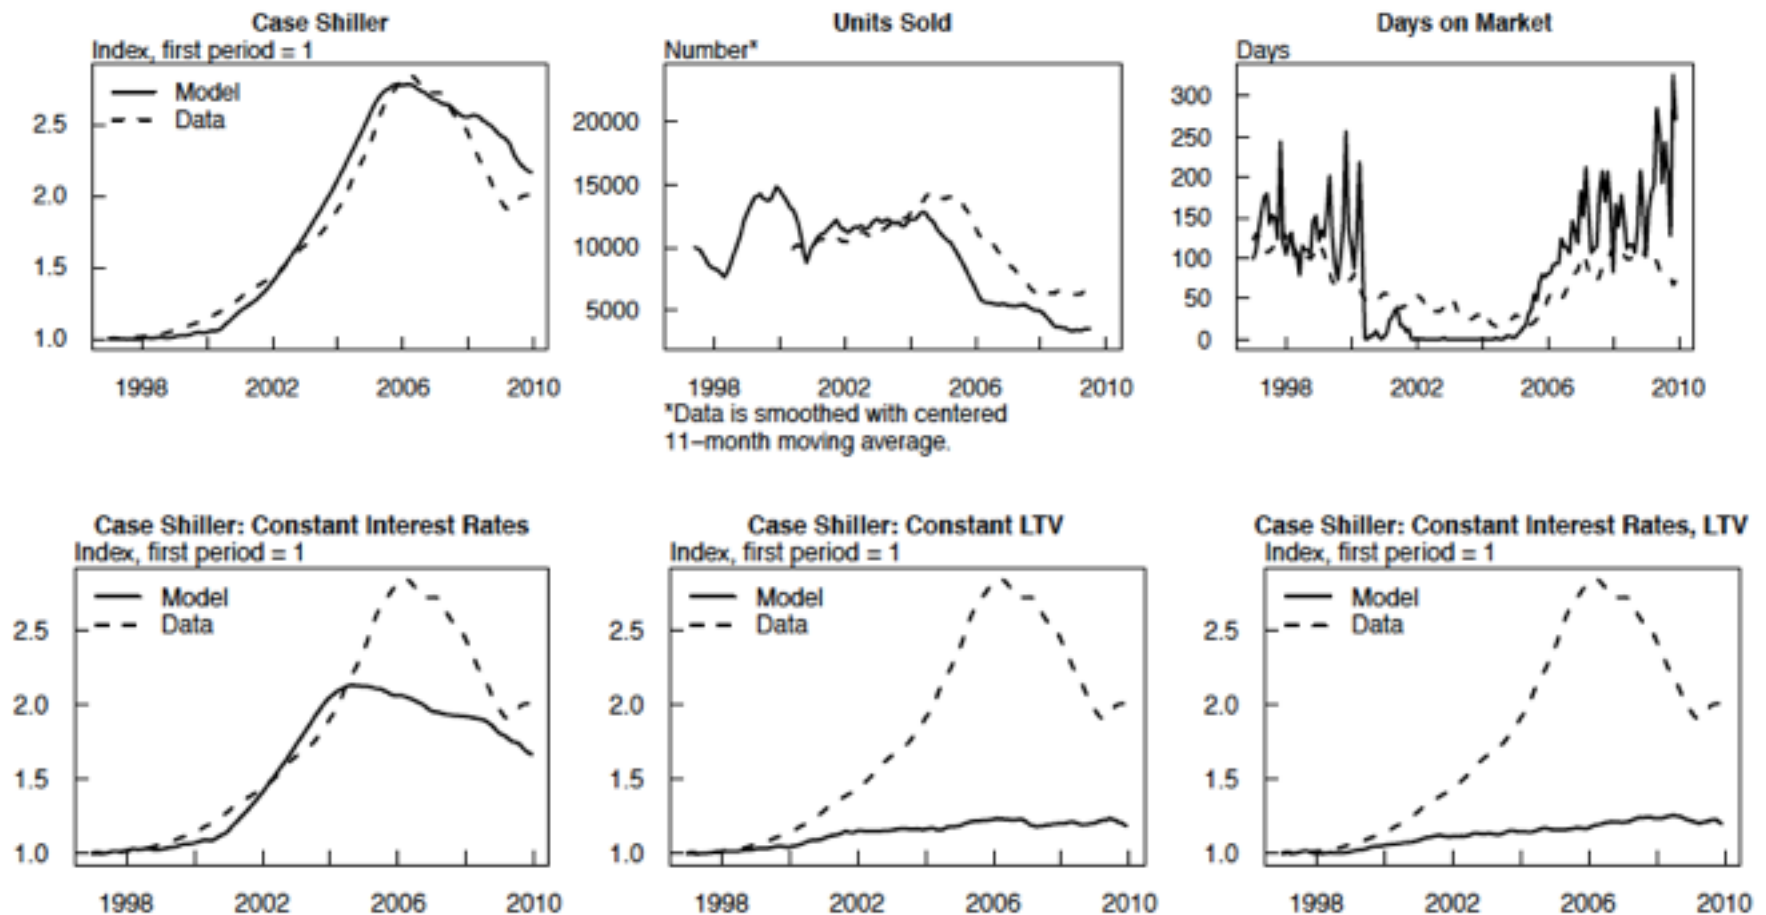 Case Shiller
Index, first period = 1
Model
Data
2.5
2.0
1.5
1.0
1998 2002 2006 2010
Units Sold
Number*
20000
15000
10000
5000
1998 2002 2006 2010
*Data is smoothed with centered
11–month moving average.
Days on Market
Days
300
250
200
150
100
50
0
1998 2002 2006 2010
Case Shiller: Constant Interest Rates
Index, first period = 1
Model
Data
2.5
2.0
1.5
1.0
1998 2002 2006 2010
Case Shiller: Constant LTV
Index, first period = 1
Model
Data
2.5
2.0
1.5
1.0
1998 2002 2006 2010
Case Shiller: Constant Interest Rates, LTV
Index, first period = 1
Model
Data
2.5
2.0
1.5
1.0
1998 2002 2006 2010